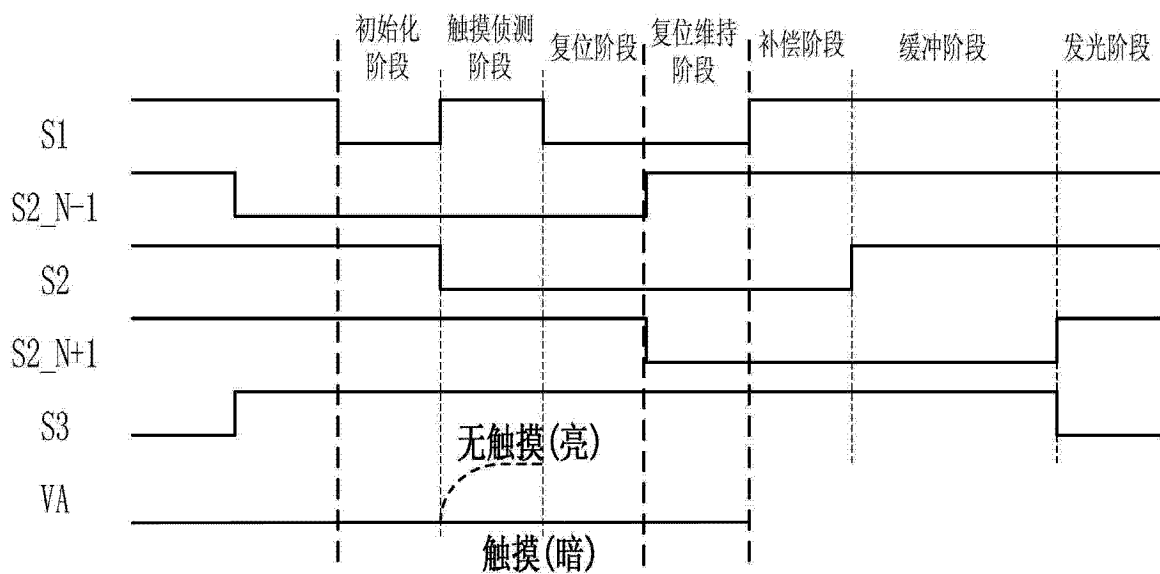 初始化
阶段
触摸侦测
阶段
复位阶段
复位维持
阶段
补偿阶段
缓冲阶段
发光阶段
S1
S2_N-1
S2
S2_N+1
S3
无触摸(亮)
VA
触摸(暗)